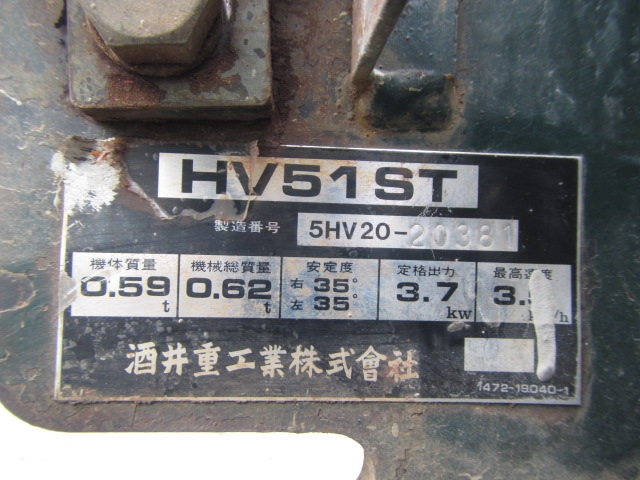 HV51ST
製造番号 5HV20-20381
機体質量 機械総質量 安定度 定格出力 最高速度
0.59 t 0.62 t 右 35° 左 35° 3.7 kw 3. /h
酒井重工業株式會社
1472-19040-1